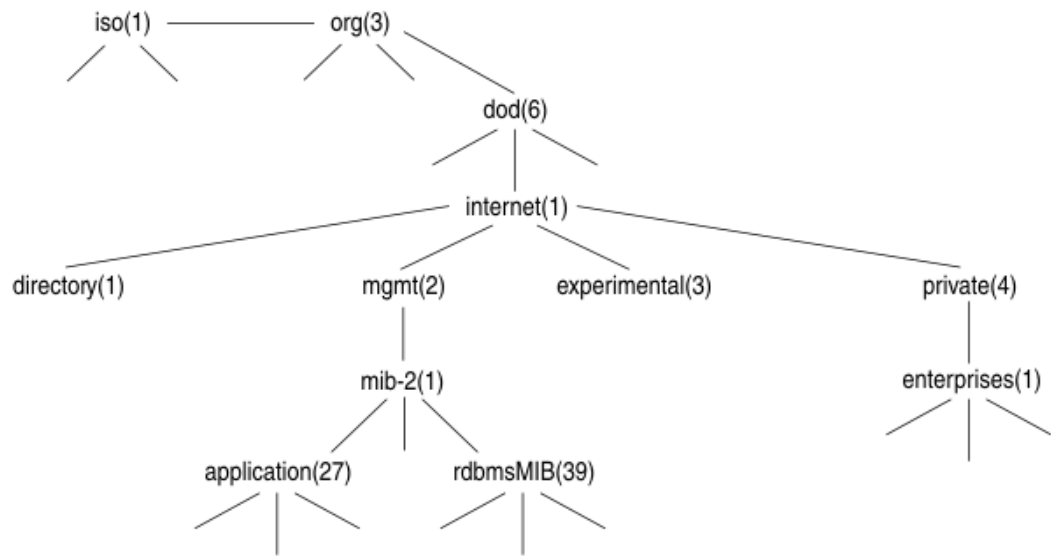 iso(1) org(3)
dod(6)
internet(1)
directory(1) mgmt(2) experimental(3) private(4)
mib-2(1) enterprises(1)
application(27) rdbmsMIB(39)